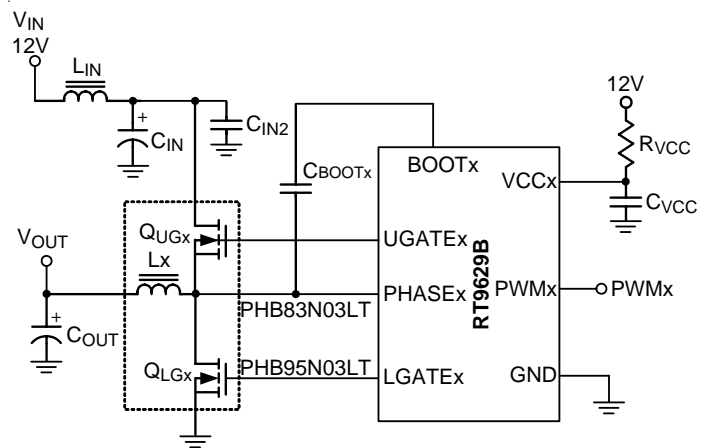 VIN
12V
LIN
+
CIN
CIN2
CBOOTx
BOOTx
12V
RVCC
VCCx
CVCC
VOUT
Lx
QUGx
UGATEx
PHASEx
PHB83N03LT
RT9629B
PWMx
PWMx
+
COUT
QLGx
PHB95N03LT
LGATEx
GND